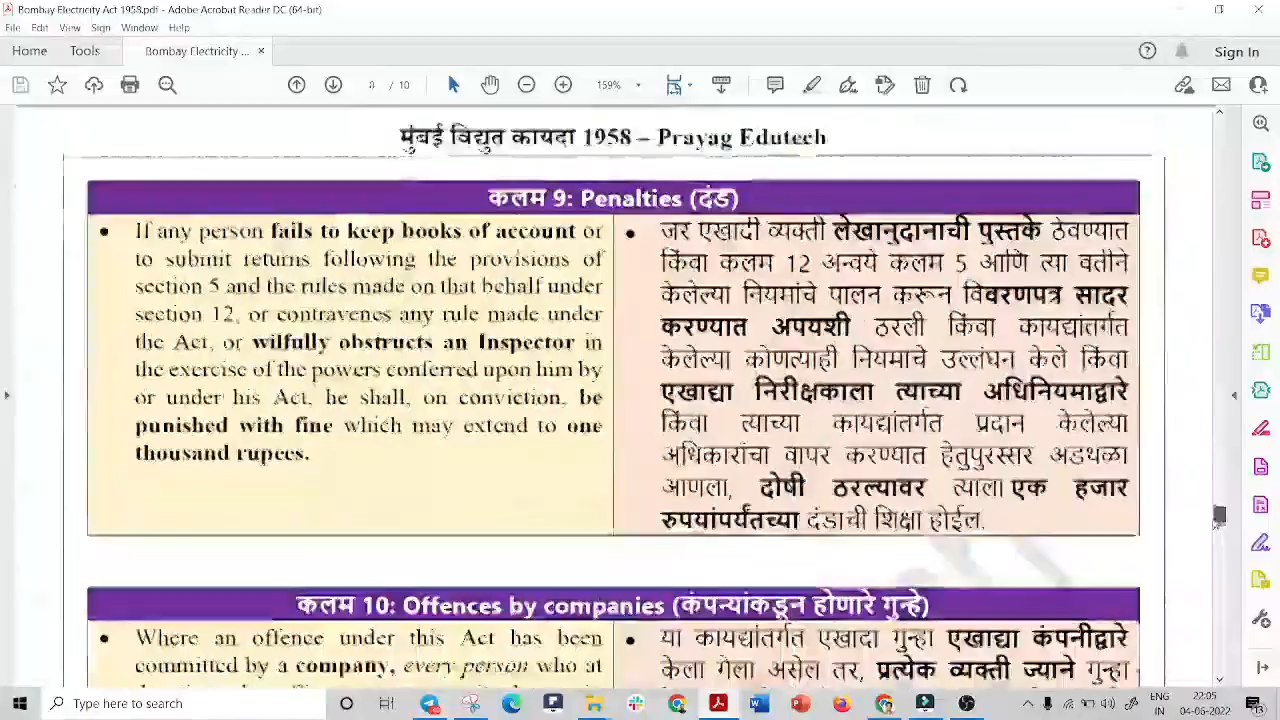 Bombay Electricity Act 1958.pdf - Adobe Acrobat Reader DC (64-bit)
File Edit View Sign Window Help
Home Tools Bombay Electricity ... × Sign In
/ 10 159%
मुंबई विद्युत कायदा 1958 – Prayag Edutech
कलम 9: Penalties (दंड)
• If any person fails to keep books of account or
to submit returns following the provisions of
section 5 and the rules made on that behalf under
section 12, or contravenes any rule made under
the Act, or wilfully obstructs an Inspector in
the exercise of the powers conferred upon him by
or under his Act, he shall, on conviction, be
punished with fine which may extend to one
thousand rupees.
• जर एखादी व्यक्ती लेखानुदानाची पुस्तके ठेवण्यात
किंवा कलम 12 अन्वये कलम 5 आणि त्या वतीने
केलेल्या नियमांचे पालन करून विवरणपत्र सादर
करण्यात अपयशी ठरली किंवा कायद्यांतर्गत
केलेल्या कोणत्याही नियमाचे उल्लंघन केले किंवा
एखाद्या निरीक्षकाला त्याच्या अधिनियमाद्वारे
किंवा त्याच्या कायद्यांतर्गत प्रदान केलेल्या
अधिकारांचा वापर करण्यात हेतुपुरस्सर अडथळा
आणला, दोषी ठरल्यावर त्याला एक हजार
रुपयांपर्यंतच्या दंडाची शिक्षा होईल.
कलम 10: Offences by companies (कंपन्यांकडून होणारे गुन्हे)
• Where an offence under this Act has been
committed by a company, every person who at
• या कायद्यांतर्गत एखादा गुन्हा एखाद्या कंपनीद्वारे
केला गेला असेल तर, प्रत्येक व्यक्ती ज्याने गुन्हा
Type here to search
ENG 22:05
IN 04-06-2022